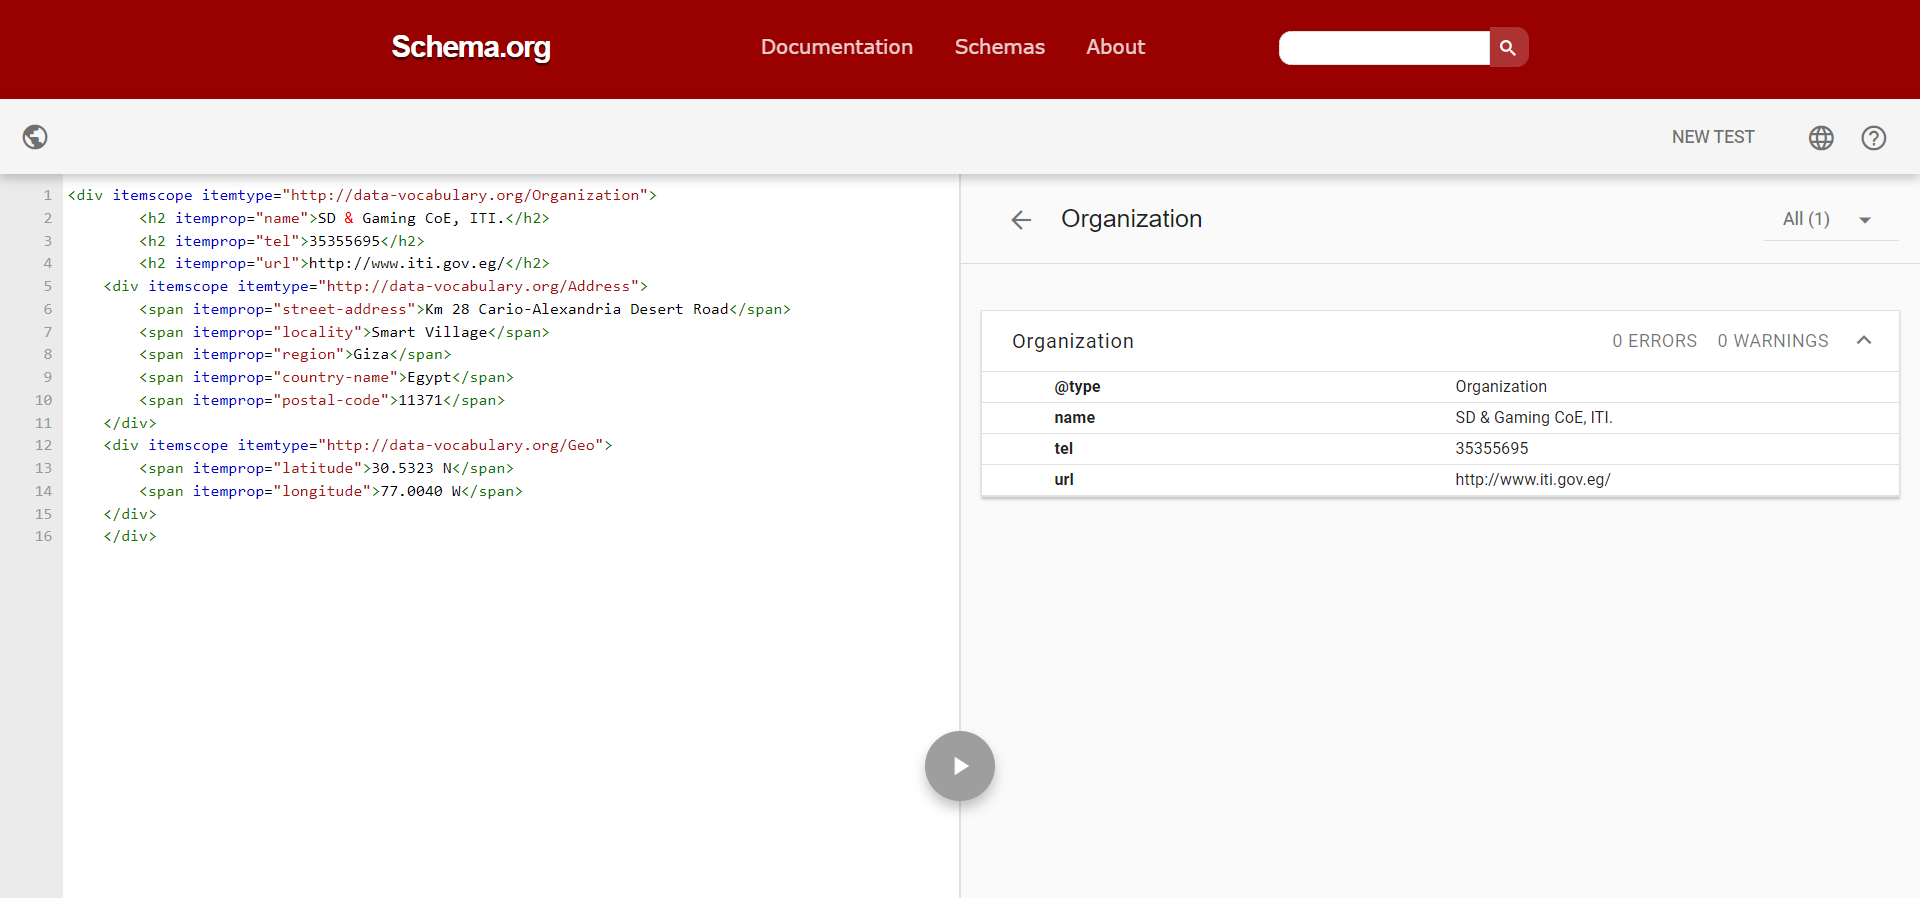 Schema.org
Documentation Schemas About
NEW TEST
1 <div itemscope itemtype="http://data-vocabulary.org/Organization">
2 <h2 itemprop="name">SD & Gaming CoE, ITI.</h2>
3 <h2 itemprop="tel">35355695</h2>
4 <h2 itemprop="url">http://www.iti.gov.eg/</h2>
5 <div itemscope itemtype="http://data-vocabulary.org/Address">
6 <span itemprop="street-address">Km 28 Cario-Alexandria Desert Road</span>
7 <span itemprop="locality">Smart Village</span>
8 <span itemprop="region">Giza</span>
9 <span itemprop="country-name">Egypt</span>
10 <span itemprop="postal-code">11371</span>
11 </div>
12 <div itemscope itemtype="http://data-vocabulary.org/Geo">
13 <span itemprop="latitude">30.5323 N</span>
14 <span itemprop="longitude">77.0040 W</span>
15 </div>
16 </div>
Organization All (1)
Organization 0 ERRORS 0 WARNINGS
@type Organization
name SD & Gaming CoE, ITI.
tel 35355695
url http://www.iti.gov.eg/